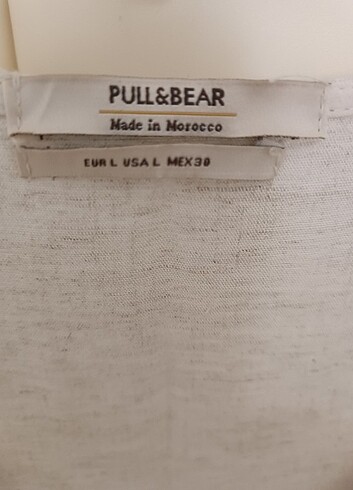 PULL&BEAR
Made in Morocco
EUR L USA L MEX30